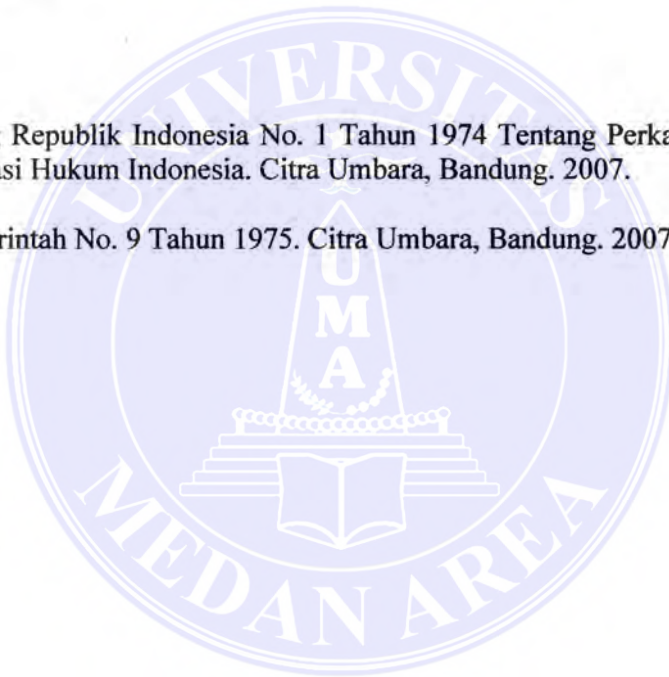 Republik Indonesia No. 1 Tahun 1974 Tentang Perka
asi Hukum Indonesia. Citra Umbara, Bandung. 2007.
rintah No. 9 Tahun 1975. Citra Umbara, Bandung. 2007
UNIVERSITAS
UMA
MEDAN AREA